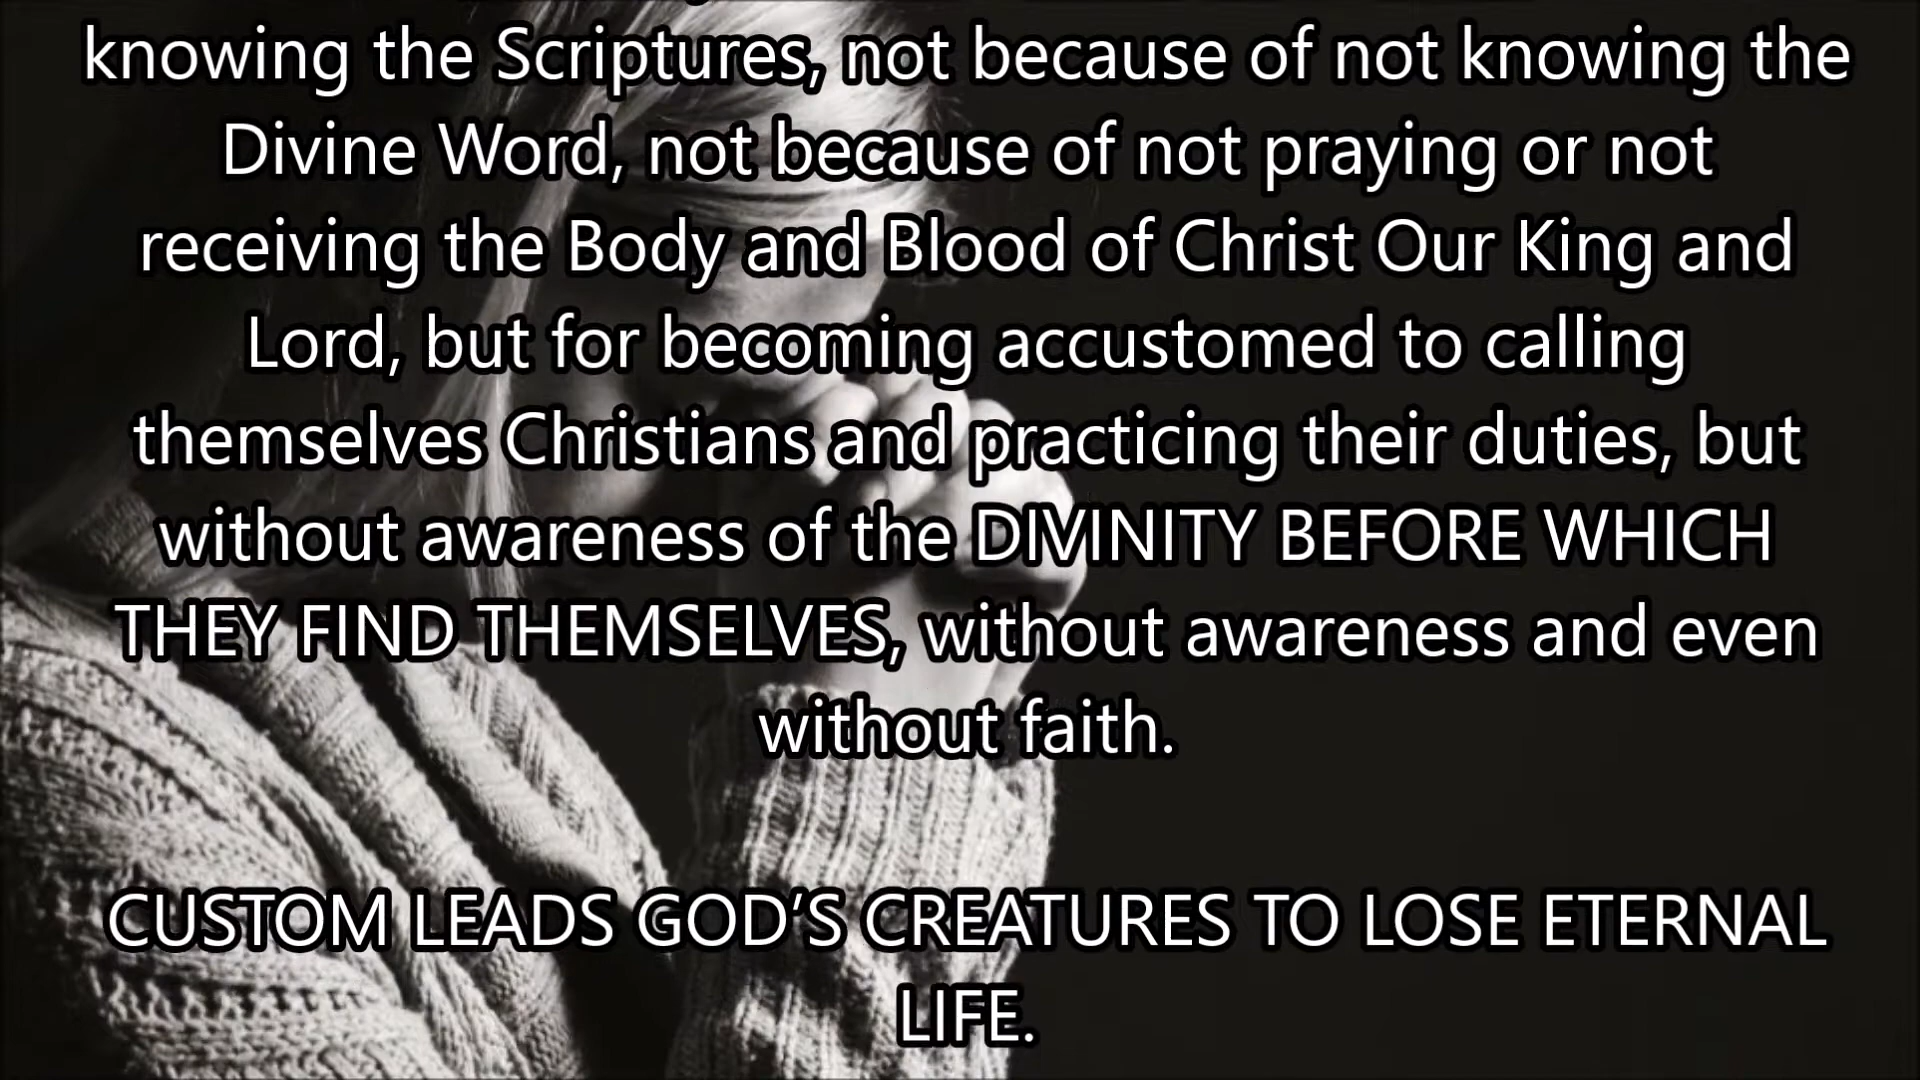 knowing the Scriptures, not because of not knowing the
Divine Word, not because of not praying or not
receiving the Body and Blood of Christ Our King and
Lord, but for becoming accustomed to calling
themselves Christians and practicing their duties, but
without awareness of the DIVINITY BEFORE WHICH
THEY FIND THEMSELVES, without awareness and even
without faith.
CUSTOM LEADS GOD’S CREATURES TO LOSE ETERNAL
LIFE.